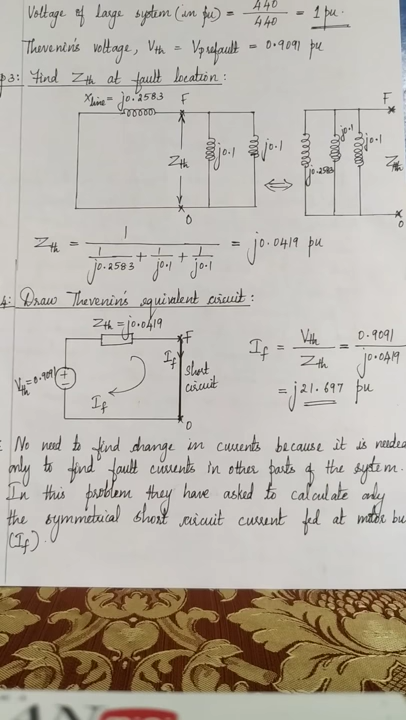 Voltage of large system (in pu) = 440/440 = 1 pu.
Thevenin's voltage, Vth = Vprefault = 0.9091 pu
p3: Find Zth at fault location:
Xline = j0.2583 F F
Zth j0.1 j0.1 ⇔ j0.2583 j0.1 j0.1 Zth
O O
Zth = 1/(1/j0.2583 + 1/j0.1 + 1/j0.1) = j0.0419 pu
4: Draw Thevenin's equivalent circuit:
Zth = j0.0419 F
Vth = 0.9091 If If short circuit
O
If = Vth/Zth = 0.9091/j0.0419
= j21.697 pu
: No need to find change in currents because it is neede
only to find fault currents in other parts of the system.
In this problem they have asked to calculate only
the symmetrical short circuit current fed at motor bu
(If).